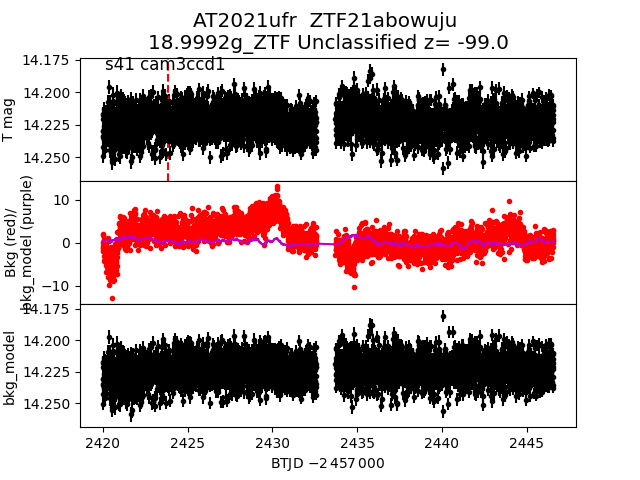 AT2021ufr  ZTF21abowuju
18.9992g_ZTF Unclassified z= -99.0
s41 cam3ccd1
14.175
14.200
14.225
14.250
T mag
10
0
−10
Bkg (red)/
bkg_model (purple)
14.175
14.200
14.225
14.250
bkg_model
2420 2425 2430 2435 2440 2445
BTJD −2 457 000